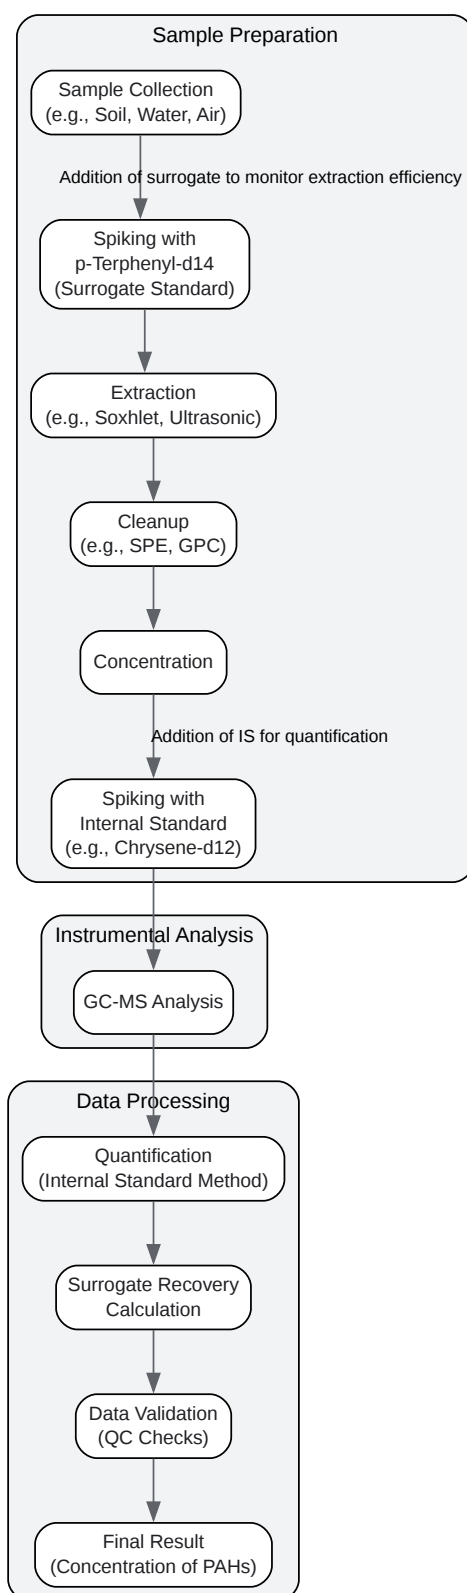 Sample Preparation
Sample Collection
(e.g., Soil, Water, Air)
Addition of surrogate to monitor extraction efficiency
Spiking with
p-Terphenyl-d14
(Surrogate Standard)
Extraction
(e.g., Soxhlet, Ultrasonic)
Cleanup
(e.g., SPE, GPC)
Concentration
Addition of IS for quantification
Spiking with
Internal Standard
(e.g., Chrysene-d12)
Instrumental Analysis
GC-MS Analysis
Data Processing
Quantification
(Internal Standard Method)
Surrogate Recovery
Calculation
Data Validation
(QC Checks)
Final Result
(Concentration of PAHs)